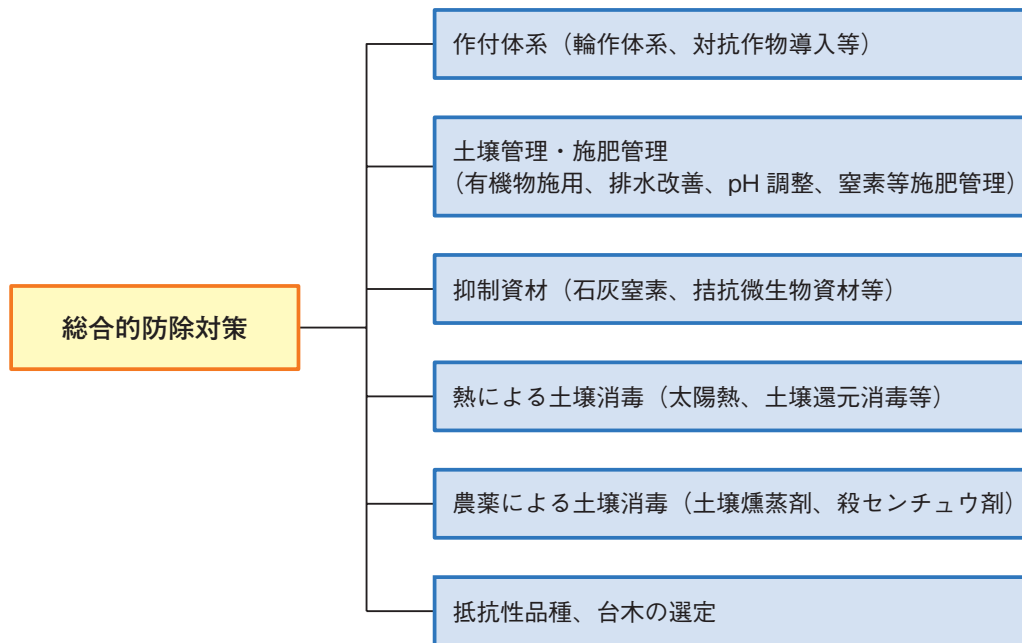 作付体系（輪作体系、対抗作物導入等）
土壌管理・施肥管理
（有機物施用、排水改善、pH 調整、窒素等施肥管理）
抑制資材（石灰窒素、拮抗微生物資材等）
総合的防除対策
熱による土壌消毒（太陽熱、土壌還元消毒等）
農薬による土壌消毒（土壌燻蒸剤、殺センチュウ剤）
抵抗性品種、台木の選定